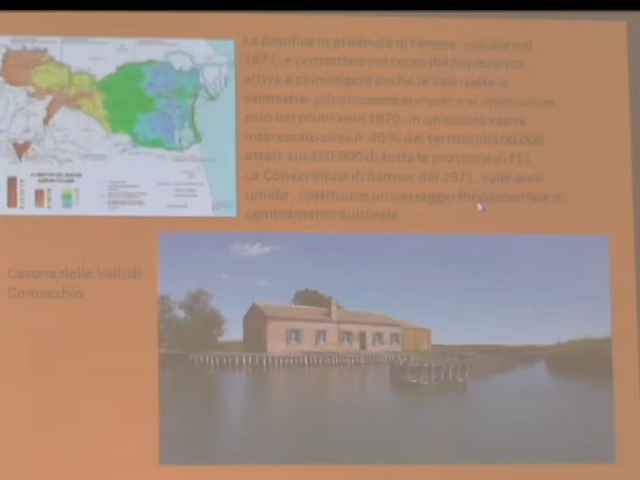 La bonifica in provincia di Ferrara, iniziata nel
1872, e protrattasi nel corso del Novecento,
arriva a coinvolgere anche le valli salse o
salmastre, più prossime al mare, e si interrompe
solo nei primi anni 1970, in un secolo aveva
interessato circa il 40 % del territorio(100.000
ettari sui 250.000 di tutta la provincia di FE).
La Convenzione di Ramsar del 1971, sulle aree
umide , costituisce un passaggio fondamentale di
cambiamento culturale
Casone delle Valli di
Comacchio